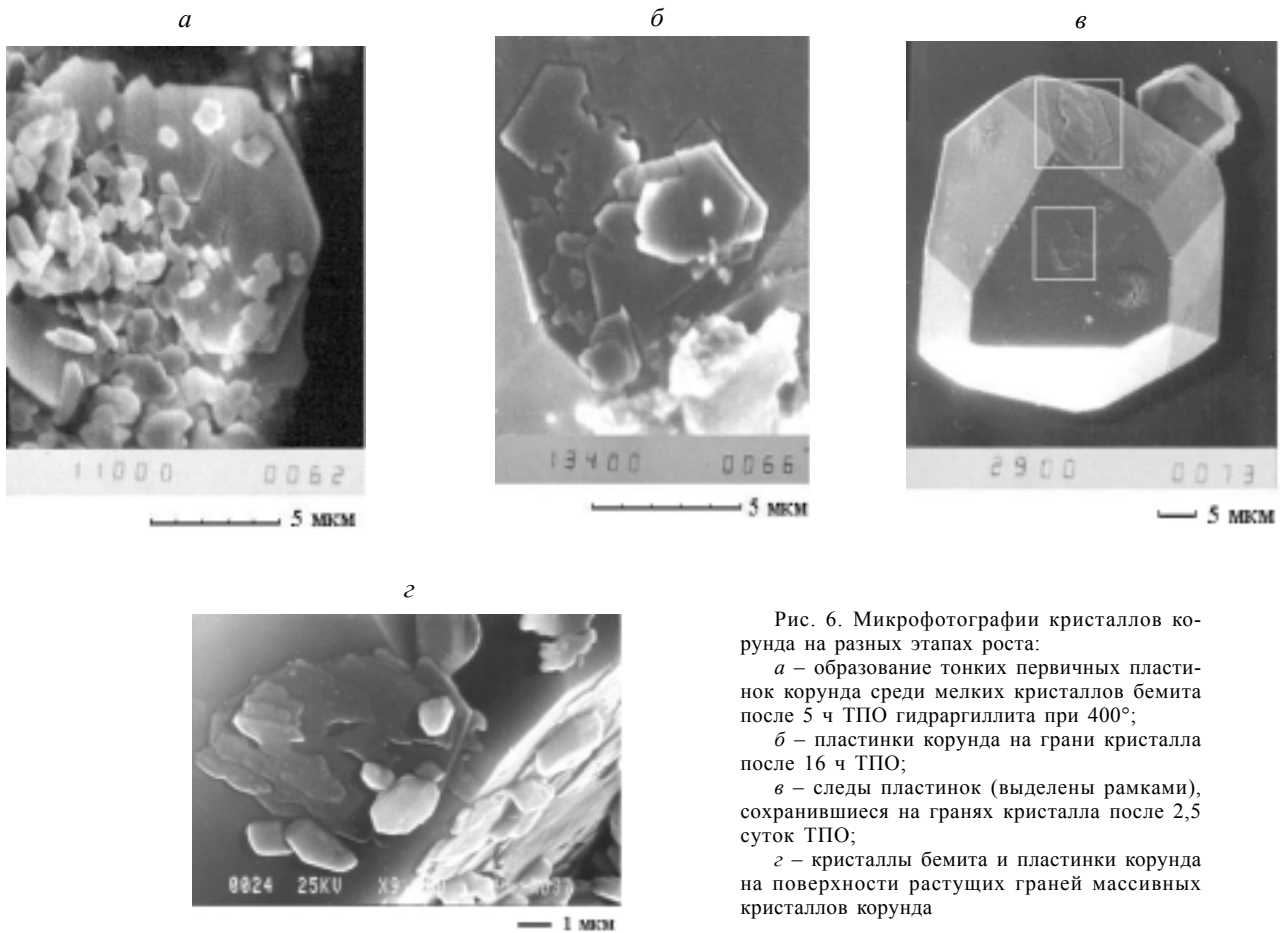 а
б
в
11000 0062
13400 0066
2900 0073
5 мкм
5 мкм
5 мкм
г
0024 25KV
1 мкм
Рис. 6. Микрофотографии кристаллов ко-
рунда на разных этапах роста:
а – образование тонких первичных пласти-
нок корунда среди мелких кристаллов бемита
после 5 ч ТПО гидраргиллита при 400°;
б – пластинки корунда на грани кристалла
после 16 ч ТПО;
в – следы пластинок (выделены рамками),
сохранившиеся на гранях кристалла после 2,5
суток ТПО;
г – кристаллы бемита и пластинки корунда
на поверхности растущих граней массивных
кристаллов корунда